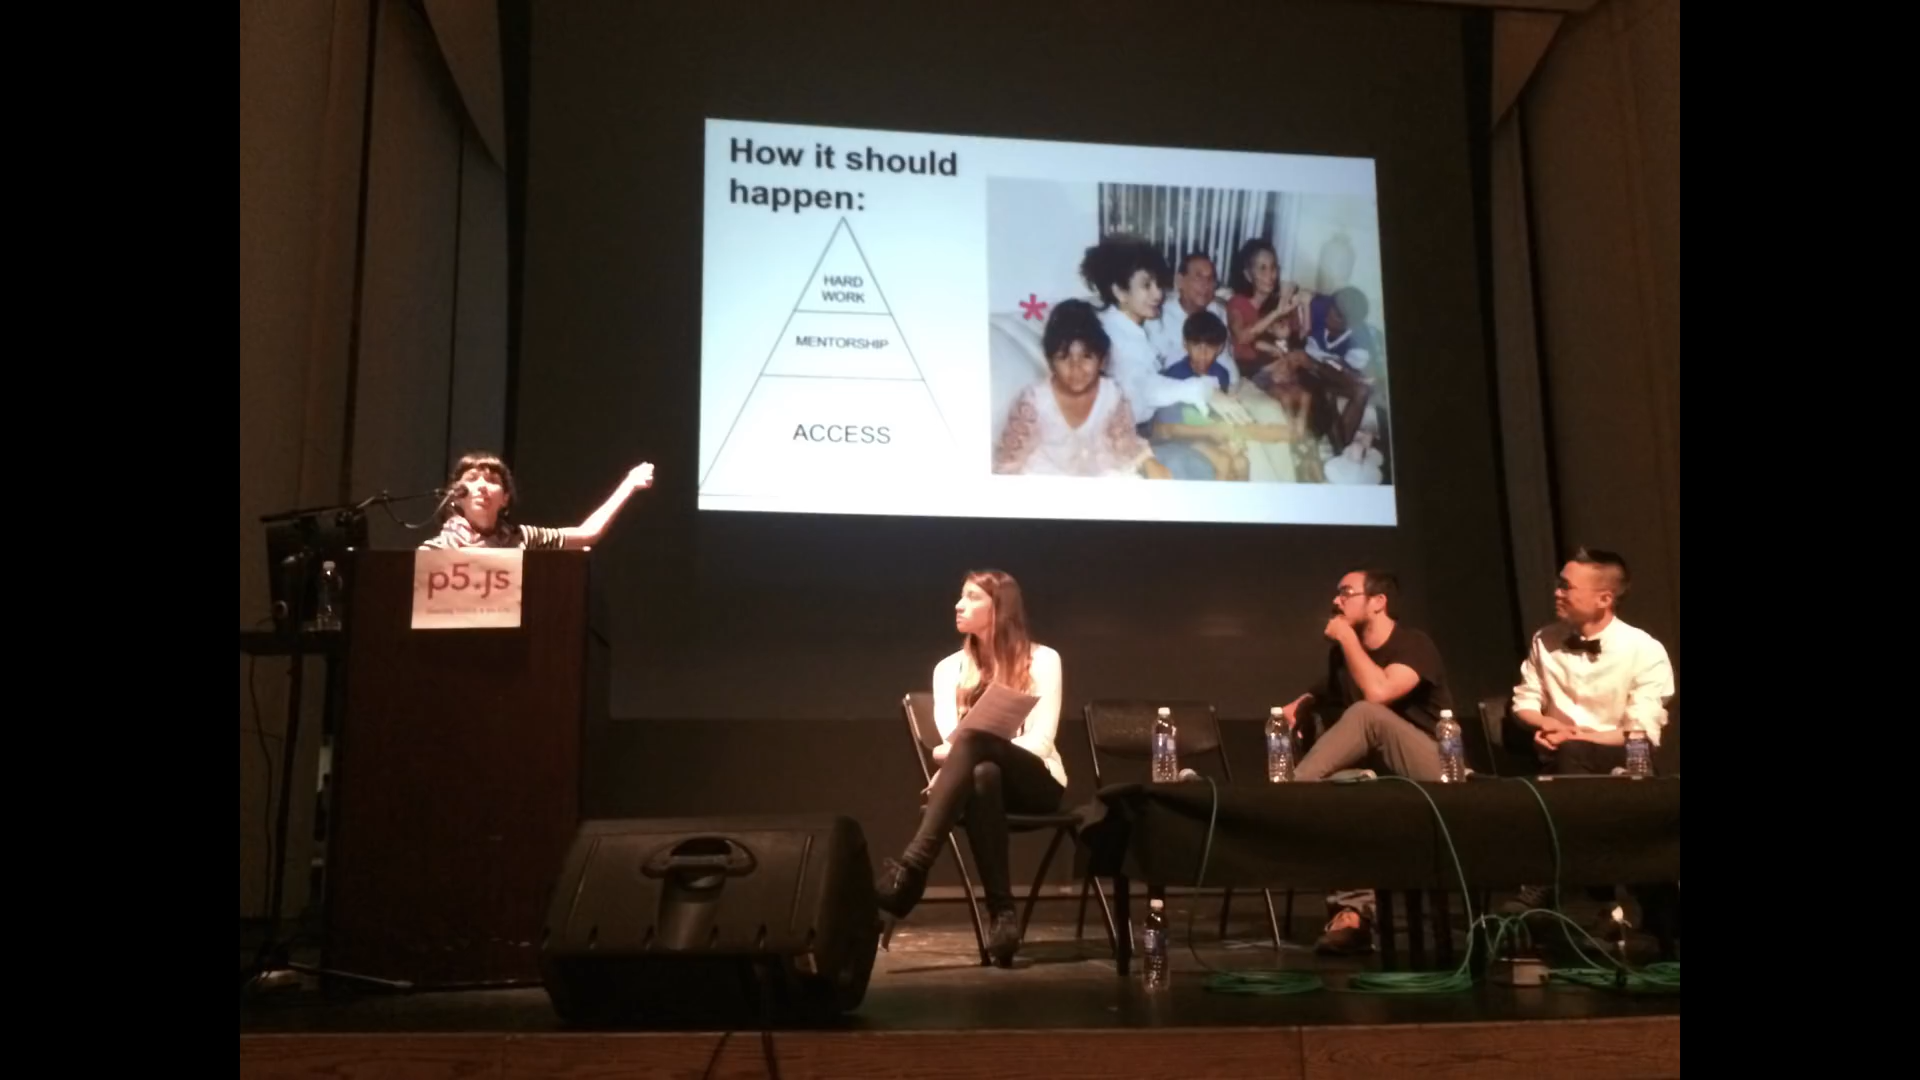 How it should
happen:
HARD
WORK
MENTORSHIP
ACCESS
*
p5.js